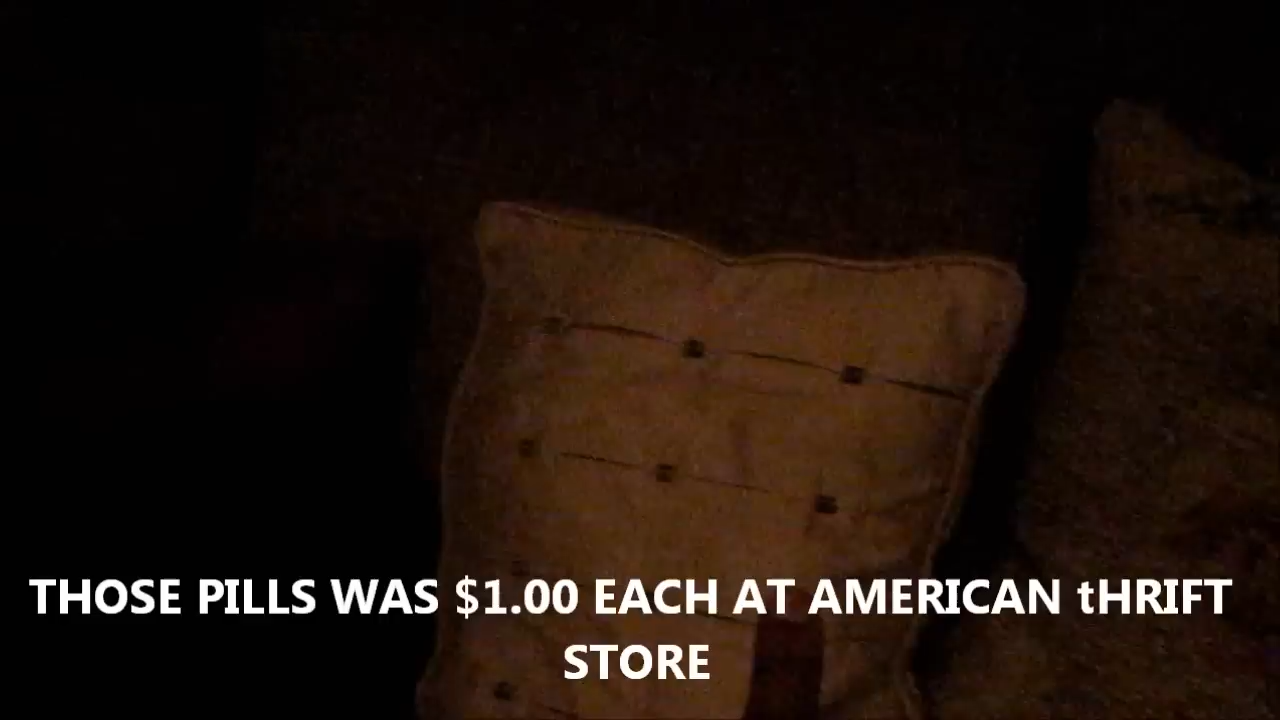 THOSE PILLS WAS $1.00 EACH AT AMERICAN tHRIFT
STORE